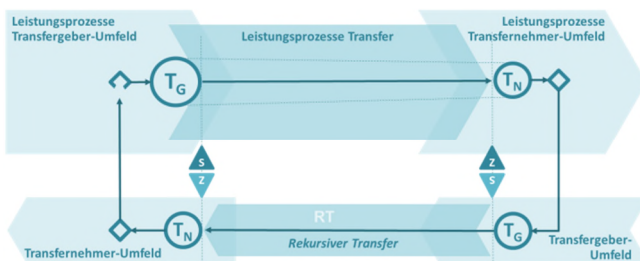 Leistungsprozesse
Transfergeber-Umfeld
Leistungsprozesse Transfer
Leistungsprozesse
Transfernehmer-Umfeld
TG
TN
S
Z
Z
S
RT
TN
TG
Transfernehmer-Umfeld
Rekursiver Transfer
Transfergeber-
Umfeld